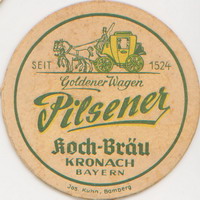 SEIT 1524
Goldener Wagen
Pilsener
Koch-Bräu
KRONACH
BAYERN
Jos. Kuhn, Bamberg